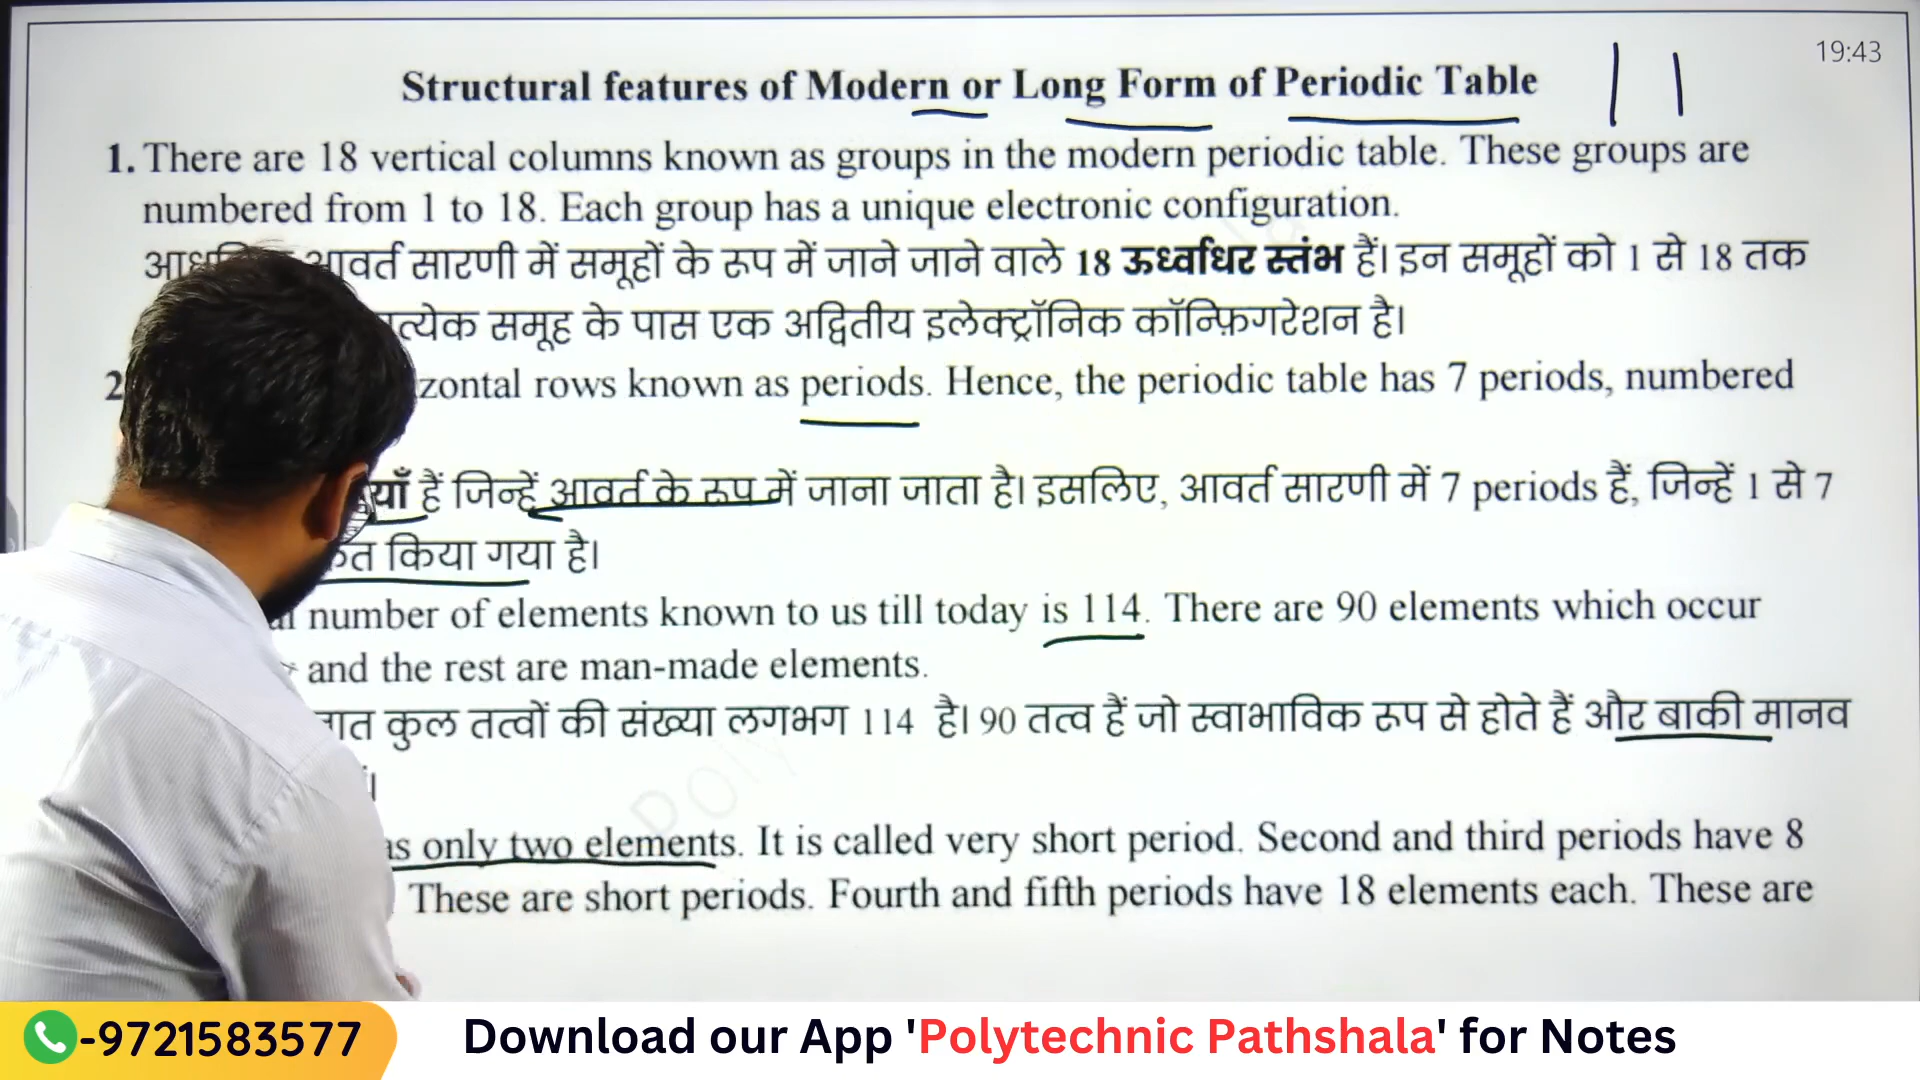 19:43
Structural features of Modern or Long Form of Periodic Table
1. There are 18 vertical columns known as groups in the modern periodic table. These groups are
numbered from 1 to 18. Each group has a unique electronic configuration.
आवर्त सारणी में समूहों के रूप में जाने जाने वाले 18 ऊर्ध्वाधर स्तंभ हैं। इन समूहों को 1 से 18 तक
समूह के पास एक अद्वितीय इलेक्ट्रॉनिक कॉन्फ़िगरेशन है।
2 zontal rows known as periods. Hence, the periodic table has 7 periods, numbered
याँ हैं जिन्हें आवर्त के रूप में जाना जाता है। इसलिए, आवर्त सारणी में 7 periods हैं, जिन्हें 1 से 7
किया गया है।
number of elements known to us till today is 114. There are 90 elements which occur
and the rest are man-made elements.
कुल तत्वों की संख्या लगभग 114 है। 90 तत्व हैं जो स्वाभाविक रूप से होते हैं और बाकी मानव
only two elements. It is called very short period. Second and third periods have 8
These are short periods. Fourth and fifth periods have 18 elements each. These are
-9721583577 Download our App 'Polytechnic Pathshala' for Notes